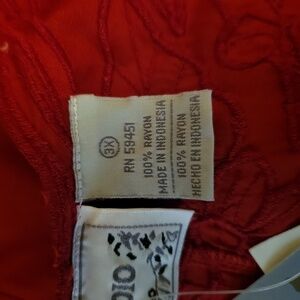 3X
RN 59451
100% RAYON
MADE IN INDONESIA
100% RAYON
HECHO EN INDONESIA